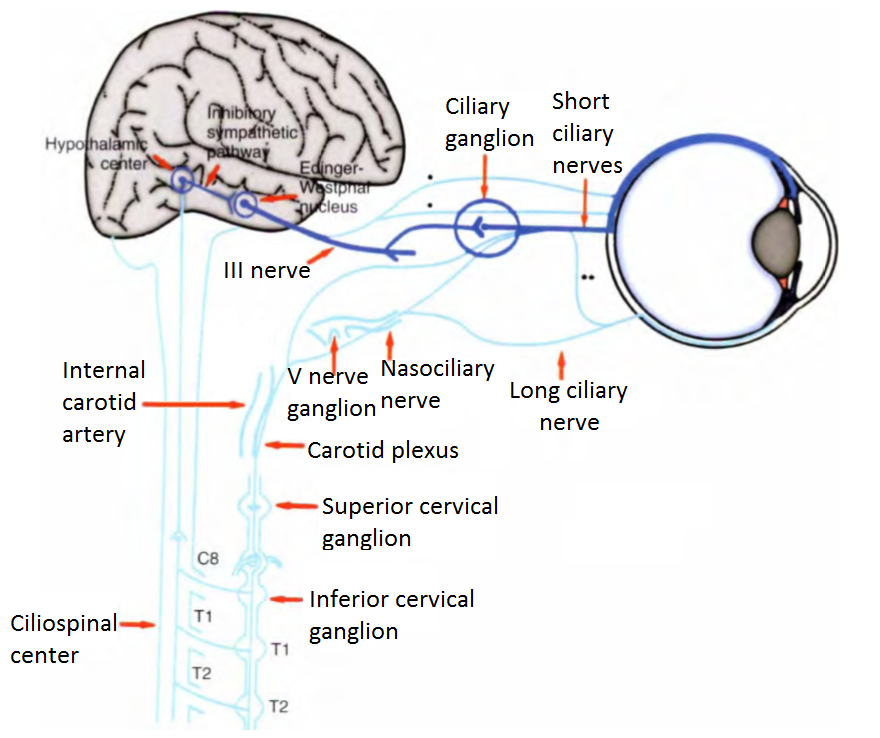 Inhibitory
sympathetic
pathway
Hypothalamic
center
Edinger-
Westphal
nucleus
Ciliary
ganglion
Short
ciliary
nerves
III nerve
Internal
carotid
artery
V nerve
ganglion
Nasociliary
nerve
Long ciliary
nerve
Carotid plexus
Superior cervical
ganglion
C8
Inferior cervical
ganglion
T1
Ciliospinal
center
T1
T2
T2